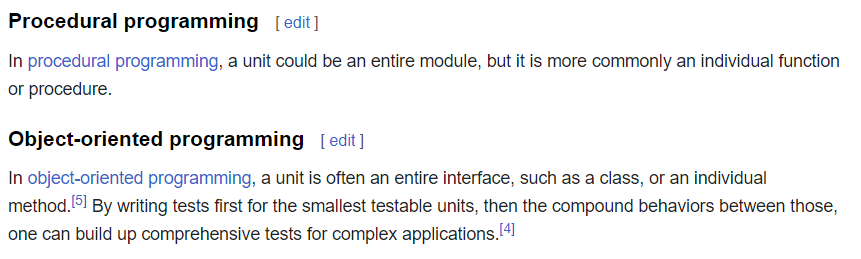 Procedural programming [ edit ]
In procedural programming, a unit could be an entire module, but it is more commonly an individual function
or procedure.
Object-oriented programming [ edit ]
In object-oriented programming, a unit is often an entire interface, such as a class, or an individual
method.[5] By writing tests first for the smallest testable units, then the compound behaviors between those,
one can build up comprehensive tests for complex applications.[4]